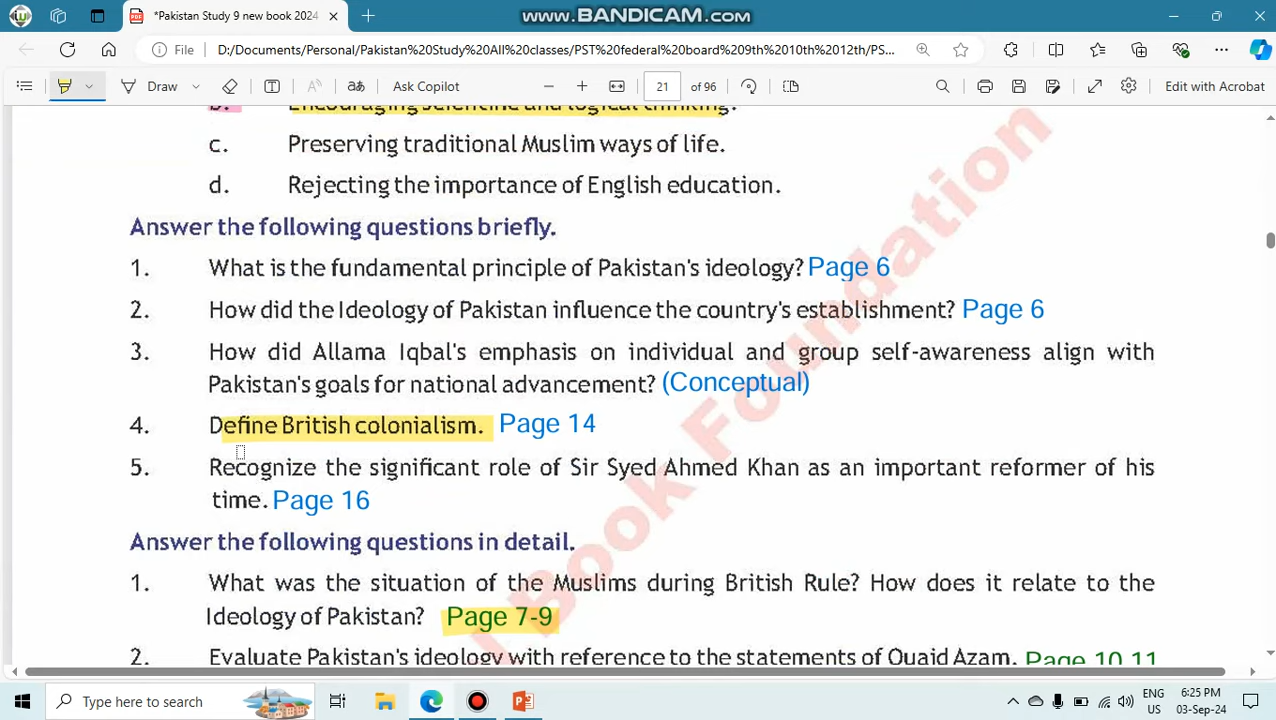 *Pakistan Study 9 new book 2024
www.BANDICAM.com
File D:/Documents/Personal/Pakistan%20Study%20All%20classes/PST%20federal%20board%209th%2010th%2012th/PS...
Draw Ask Copilot 21 of 96 Edit with Acrobat
b. Encouraging scientific and logical thinking.
c. Preserving traditional Muslim ways of life.
d. Rejecting the importance of English education.
Answer the following questions briefly.
1. What is the fundamental principle of Pakistan's ideology? Page 6
2. How did the Ideology of Pakistan influence the country's establishment? Page 6
3. How did Allama Iqbal's emphasis on individual and group self-awareness align with
Pakistan's goals for national advancement? (Conceptual)
4. Define British colonialism. Page 14
5. Recognize the significant role of Sir Syed Ahmed Khan as an important reformer of his
time. Page 16
Answer the following questions in detail.
1. What was the situation of the Muslims during British Rule? How does it relate to the
Ideology of Pakistan? Page 7-9
2. Evaluate Pakistan's ideology with reference to the statements of Quaid Azam. Page 10,11
Book Foundation
Type here to search
ENG 6:25 PM
US 03-Sep-24